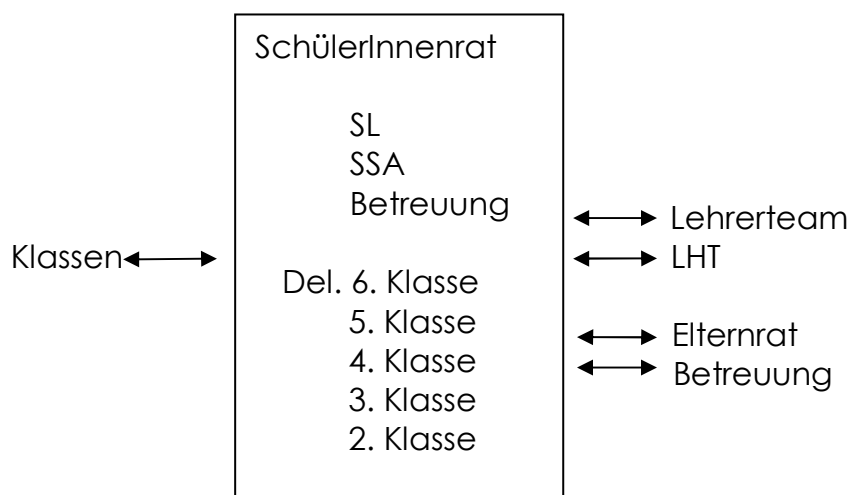 SchülerInnenrat
SL
SSA
Betreuung
Klassen
Del. 6. Klasse
5. Klasse
4. Klasse
3. Klasse
2. Klasse
Lehrerteam
LHT
Elternrat
Betreuung